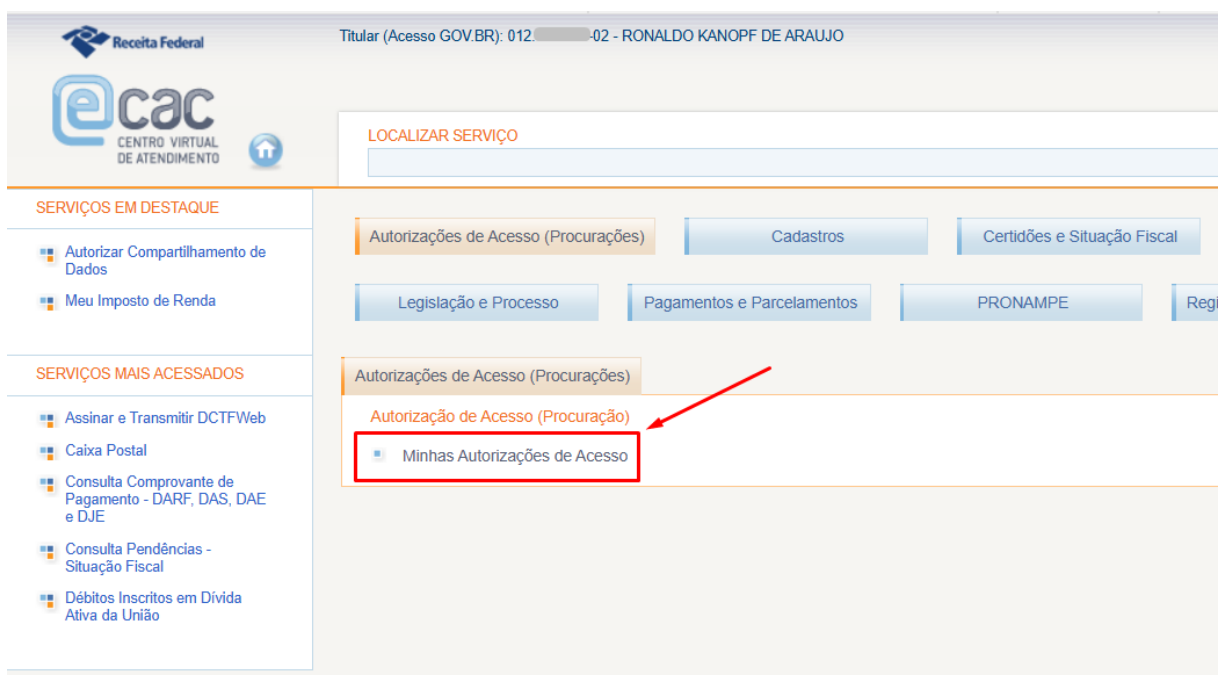 Receita Federal
Titular (Acesso GOV.BR): 012. -02 - RONALDO KANOPF DE ARAUJO
ecac
CENTRO VIRTUAL
DE ATENDIMENTO
LOCALIZAR SERVIÇO
SERVIÇOS EM DESTAQUE
Autorizar Compartilhamento de
Dados
Meu Imposto de Renda
SERVIÇOS MAIS ACESSADOS
Assinar e Transmitir DCTFWeb
Caixa Postal
Consulta Comprovante de
Pagamento - DARF, DAS, DAE
e DJE
Consulta Pendências -
Situação Fiscal
Débitos Inscritos em Dívida
Ativa da União
Autorizações de Acesso (Procurações)
Cadastros
Certidões e Situação Fiscal
Legislação e Processo
Pagamentos e Parcelamentos
PRONAMPE
Regi
Autorizações de Acesso (Procurações)
Autorização de Acesso (Procuração)
Minhas Autorizações de Acesso